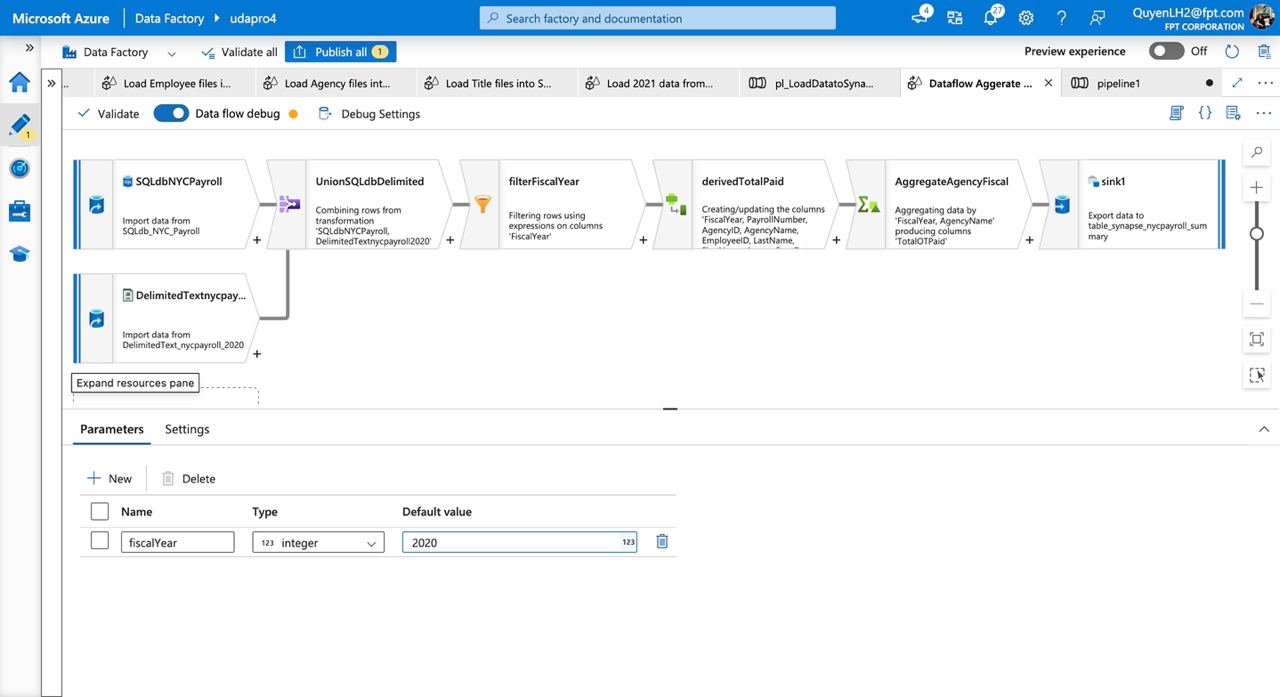 Microsoft Azure
Data Factory
udapro4
Search factory and documentation
4
27
QuyenLH2@fpt.com
FPT CORPORATION
Data Factory
Validate all
Publish all
1
Preview experience
Off
...
Load Employee files i...
Load Agency files int...
Load Title files into S...
Load 2021 data from...
pl_LoadDatatoSyna...
Dataflow Aggerate ...
pipeline1
1
Validate
Data flow debug
Debug Settings
SQLdbNYCPayroll
Import data from
SQLdb_NYC_Payroll
UnionSQLdbDelimited
Combining rows from
transformation
'SQLdbNYCPayroll,
DelimitedTextnycpayroll2020'
filterFiscalYear
Filtering rows using
expressions on columns
'FiscalYear'
derivedTotalPaid
Creating/updating the columns
'FiscalYear, PayrollNumber,
AgencyID, AgencyName,
EmployeeID, LastName,
AggregateAgencyFiscal
Aggregating data by
'FiscalYear, AgencyName'
producing columns
'TotalOTPaid'
sink1
Export data to
table_synapse_nycpayroll_sum
mary
DelimitedTextnycpay...
Import data from
DelimitedText_nycpayroll_2020
Expand resources pane
Parameters
Settings
New
Delete
Name
Type
Default value
fiscalYear
123 integer
2020
123